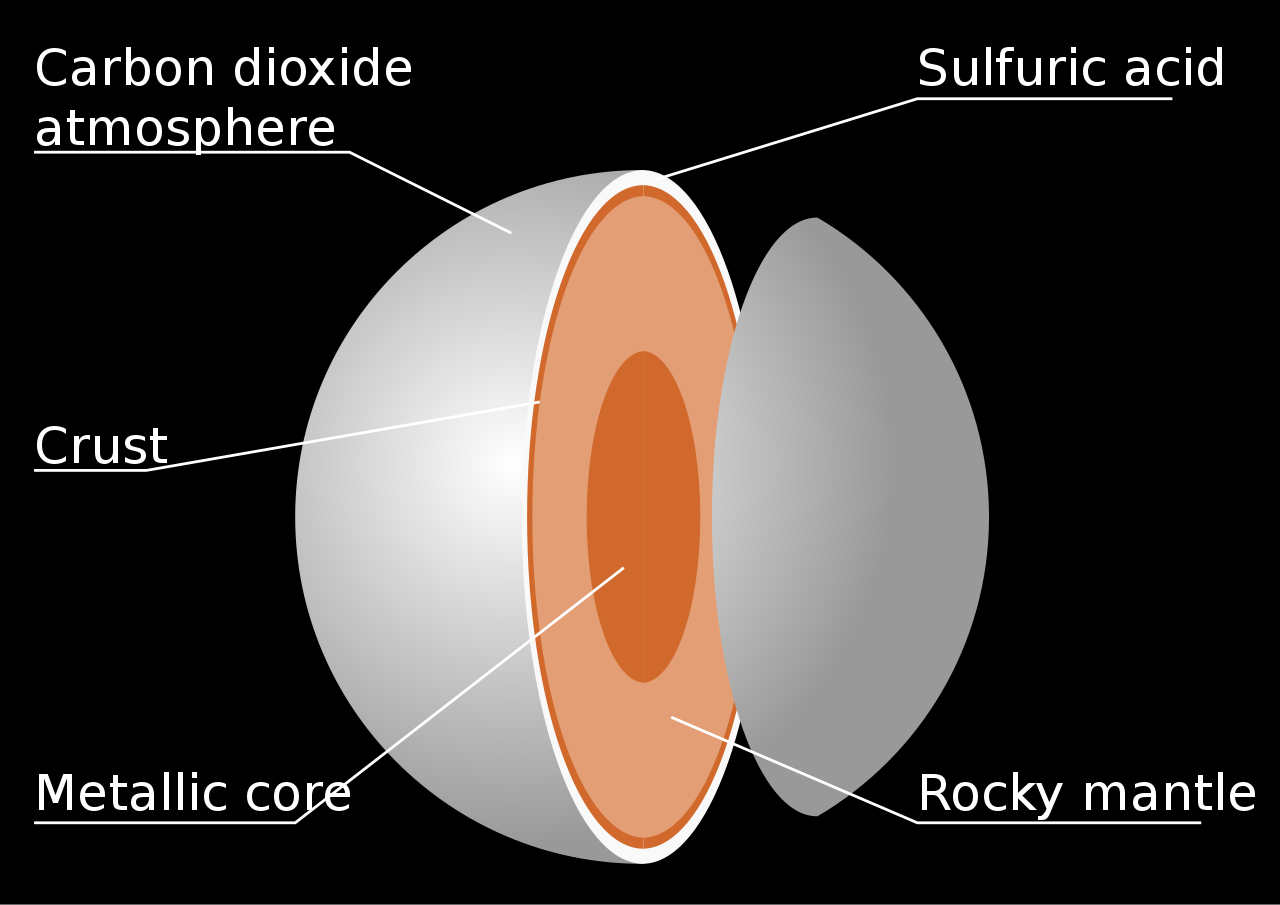 Carbon dioxide
atmosphere
Sulfuric acid
Crust
Metallic core
Rocky mantle